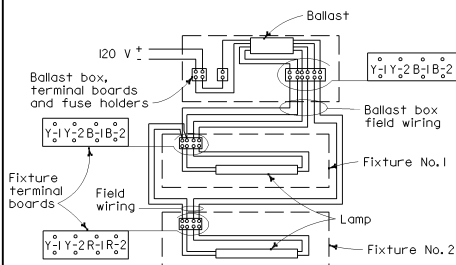 Ballast
120 V + -
Y-1 Y-2 B-1 B-2
Ballast box,
terminal boards
and fuse holders
Ballast box
field wiring
Y-1 Y-2 B-1 B-2
Fixture No. 1
Fixture
terminal
boards
Field
wiring
Lamp
Y-1 Y-2 R-1 R-2
Fixture No. 2